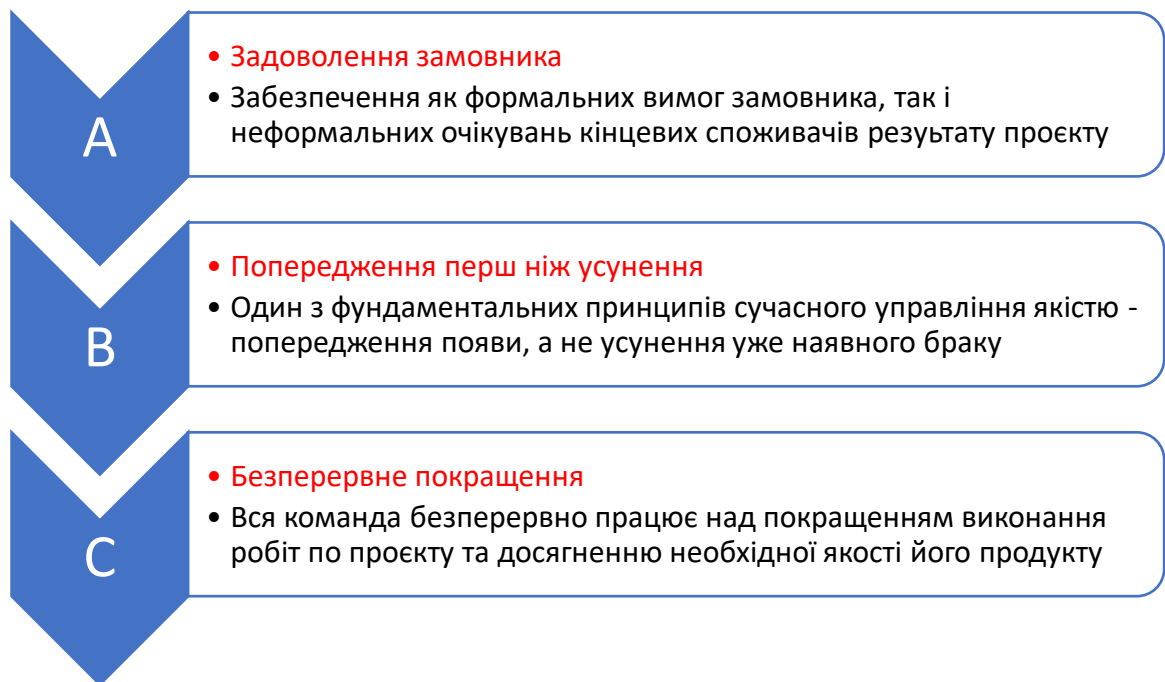 A
• Задоволення замовника
• Забезпечення як формальних вимог замовника, так і
неформальних очікувань кінцевих споживачів резуьтату проєкту
B
• Попередження перш ніж усунення
• Один з фундаментальних принципів сучасного управління якістю -
попередження появи, а не усунення уже наявного браку
C
• Безперервне покращення
• Вся команда безперервно працює над покращенням виконання
робіт по проєкту та досягненню необхідної якості його продукту